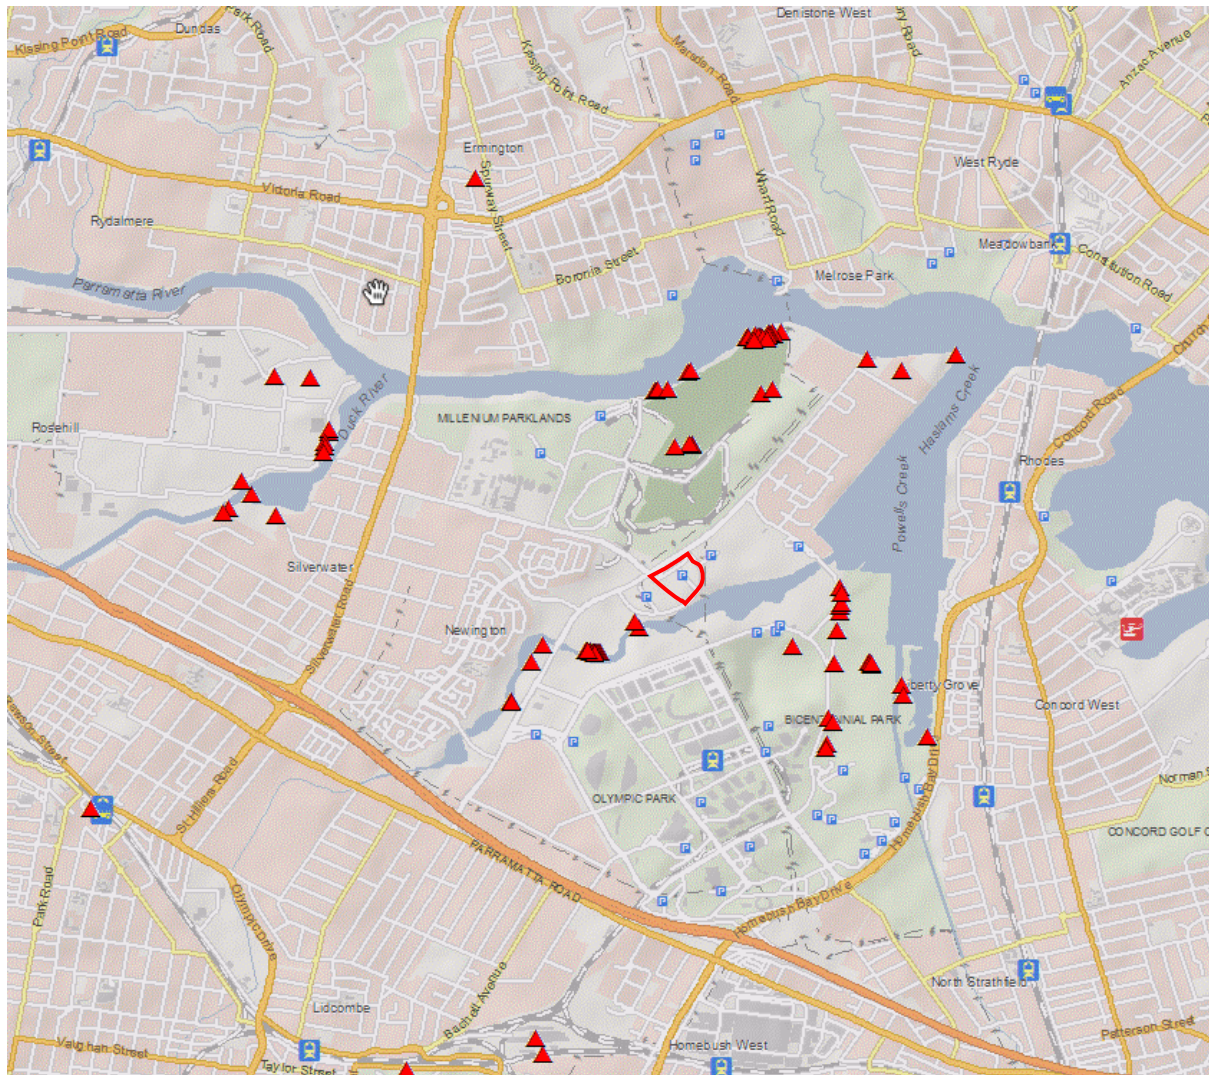 Denistone West
Kissing Point Road
Dundas
Park Road
Marsden Road
Anzac Avenue
Kissing Point Road
Ermington
West Ryde
Victoria Road
Spurway Street
Wharf Road
Rydalmere
Meadowbank
Constitution Road
Boronia Street
Melrose Park
Parramatta River
Church
Duck River
Haslams Creek
Concord Road
MILLENIUM PARKLANDS
Rosehill
Rhodes
Powells Creek
Silverwater
Silverwater Road
Newington
berty Grove
Concord West
BICENTENNIAL PARK
rawson Street
St Hilliers Road
Norman
OLYMPIC PARK
CONCORD GOLF C
Homebush Bay Drive
PARRAMATTA ROAD
Park Road
Olympic Drive
Homebush Bay Drive
North Strathfield
Bachell Avenue
Lidcombe
Patterson Street
Vaughan Street
Homebush West
Taylor Street